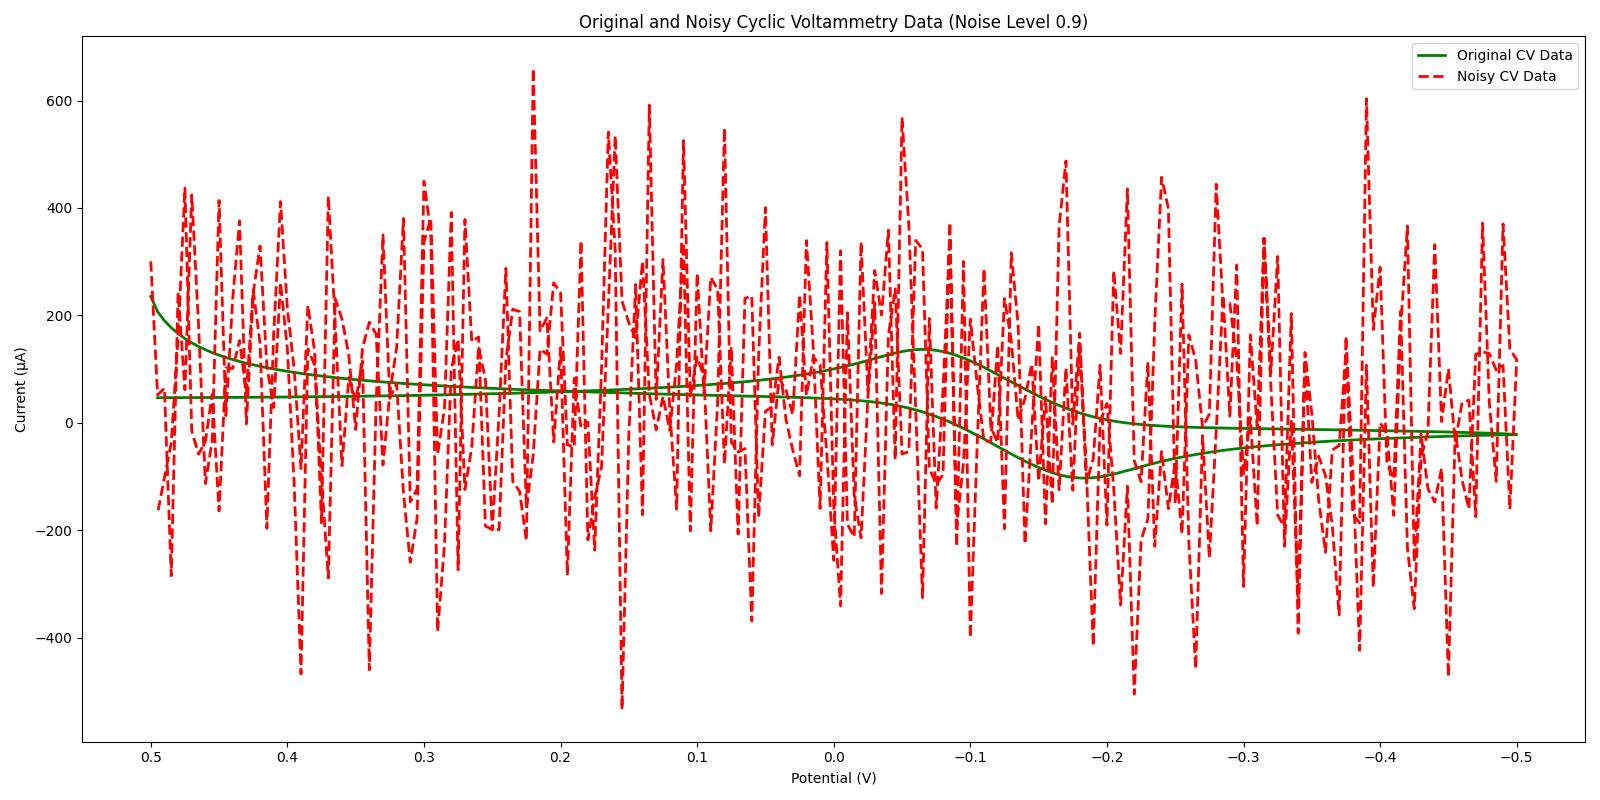 Original and Noisy Cyclic Voltammetry Data (Noise Level 0.9)
Original CV Data
Noisy CV Data
600
400
200
0
−200
−400
Current (μA)
0.5 0.4 0.3 0.2 0.1 0.0 −0.1 −0.2 −0.3 −0.4 −0.5
Potential (V)